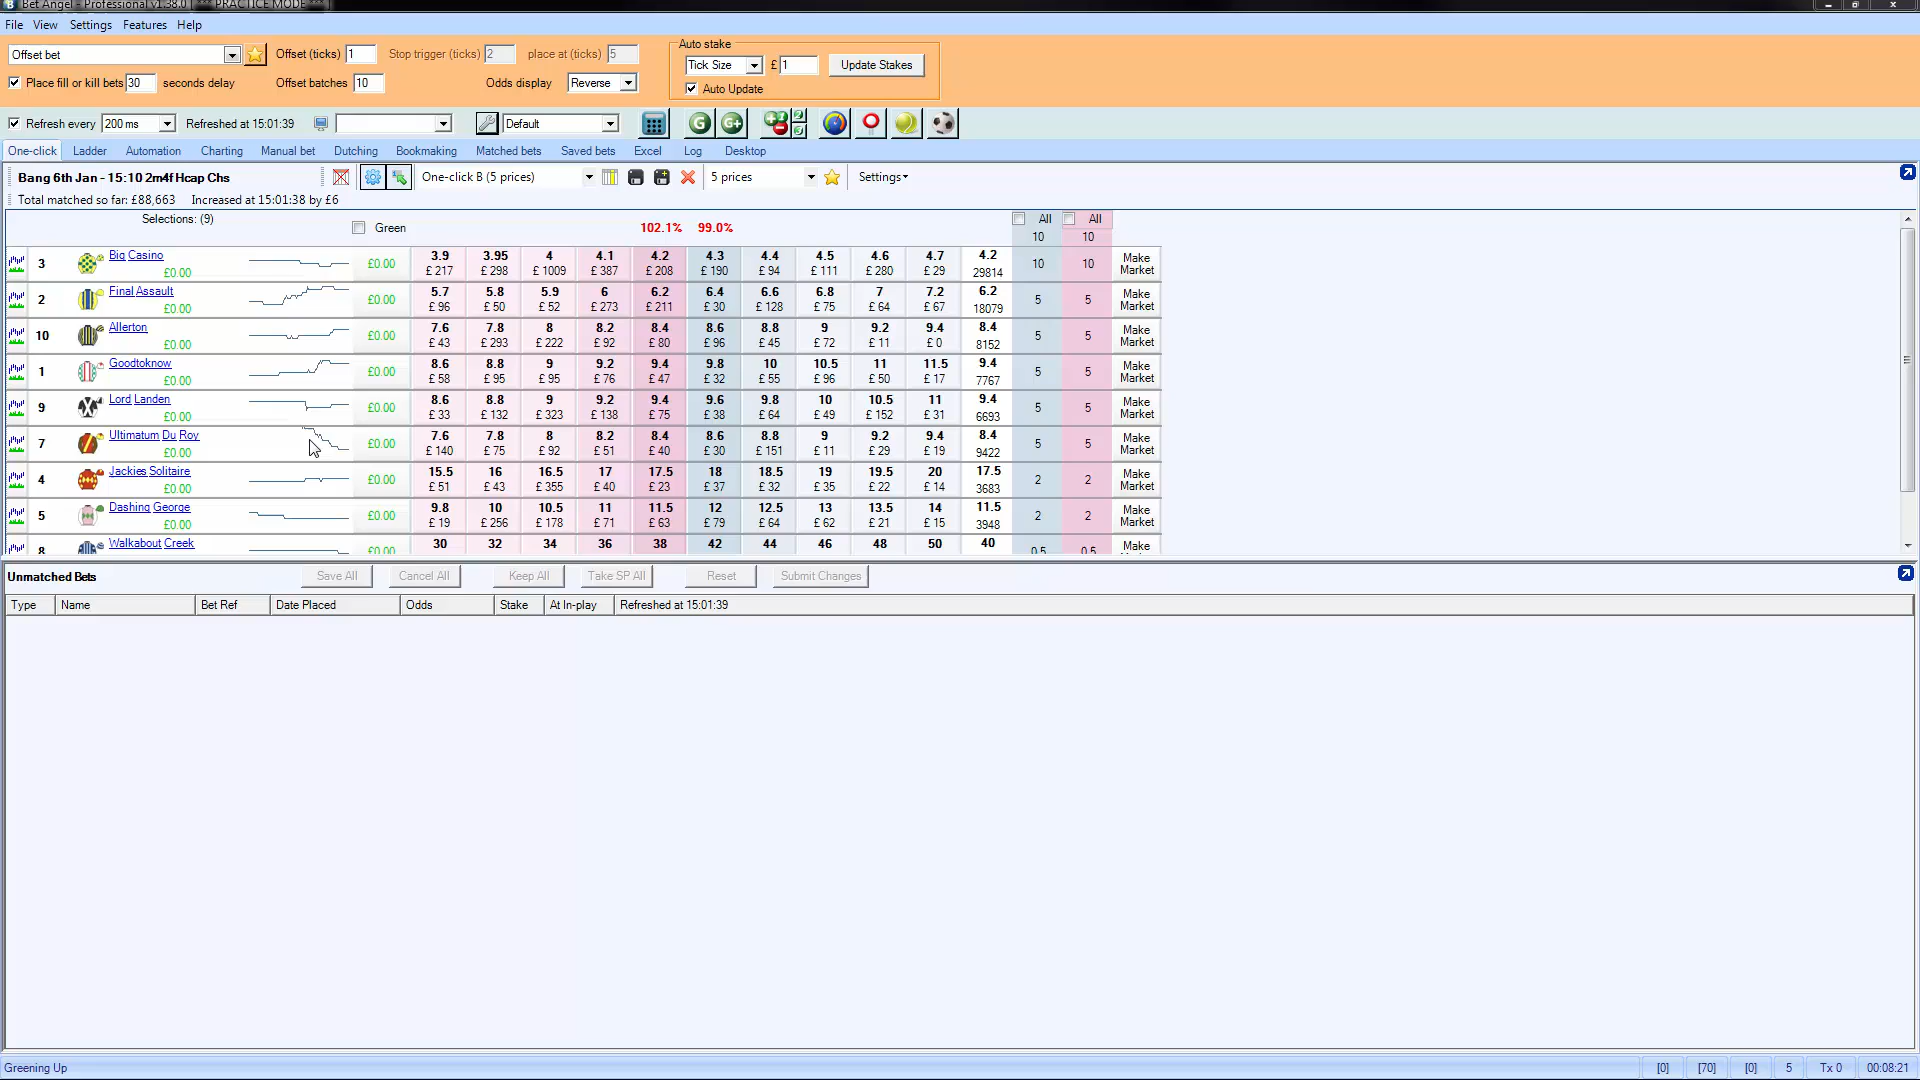 Bet Angel - Professional v1.38.0 | *** PRACTICE MODE ***
File View Settings Features Help
Offset bet Offset (ticks) 1 Stop trigger (ticks) 2 place at (ticks) 5 Auto stake
Tick Size £ 1 Update Stakes
Place fill or kill bets 30 seconds delay Offset batches 10 Odds display Reverse Auto Update
Refresh every 200 ms Refreshed at 15:01:39 Default G G+
One-click Ladder Automation Charting Manual bet Dutching Bookmaking Matched bets Saved bets Excel Log Desktop
Bang 6th Jan - 15:10 2m4f Hcap Chs One-click B (5 prices) 5 prices Settings
Total matched so far: £88,663 Increased at 15:01:38 by £6
Selections: (9) Green 102.1% 99.0% All All
10 10
Big Casino 3.9 3.95 4 4.1 4.2 4.3 4.4 4.5 4.6 4.7 4.2 Make
3 £0.00 10 10
£0.00 £ 217 £ 298 £ 1009 £ 387 £ 208 £ 190 £ 94 £ 111 £ 280 £ 29 29814 Market
Final Assault 5.7 5.8 5.9 6 6.2 6.4 6.6 6.8 7 7.2 6.2 Make
2 £0.00 5 5
£0.00 £ 96 £ 50 £ 52 £ 273 £ 211 £ 30 £ 128 £ 75 £ 64 £ 67 18079 Market
Allerton 7.6 7.8 8 8.2 8.4 8.6 8.8 9 9.2 9.4 8.4 Make
10 £0.00 5 5
£0.00 £ 43 £ 293 £ 222 £ 92 £ 80 £ 96 £ 45 £ 72 £ 11 £ 0 8152 Market
Goodtoknow 8.6 8.8 9 9.2 9.4 9.8 10 10.5 11 11.5 9.4 Make
1 £0.00 5 5
£0.00 £ 58 £ 95 £ 95 £ 76 £ 47 £ 32 £ 55 £ 96 £ 50 £ 17 7767 Market
Lord Landen 8.6 8.8 9 9.2 9.4 9.6 9.8 10 10.5 11 9.4 Make
9 £0.00 5 5
£0.00 £ 33 £ 132 £ 323 £ 138 £ 75 £ 38 £ 64 £ 49 £ 152 £ 31 6693 Market
Ultimatum Du Roy 7.6 7.8 8 8.2 8.4 8.6 8.8 9 9.2 9.4 8.4 Make
7 £0.00 5 5
£0.00 £ 140 £ 75 £ 92 £ 51 £ 40 £ 30 £ 151 £ 11 £ 29 £ 19 9422 Market
Jackies Solitaire 15.5 16 16.5 17 17.5 18 18.5 19 19.5 20 17.5 Make
4 £0.00 2 2
£0.00 £ 51 £ 43 £ 355 £ 40 £ 23 £ 37 £ 32 £ 35 £ 22 £ 14 3683 Market
Dashing George 9.8 10 10.5 11 11.5 12 12.5 13 13.5 14 11.5 Make
5 £0.00 2 2
£0.00 £ 19 £ 256 £ 178 £ 71 £ 63 £ 79 £ 64 £ 62 £ 21 £ 15 3948 Market
Walkabout Creek 30 32 34 36 38 42 44 46 48 50 40 Make
8 £0.00 0.5 0.5
Unmatched Bets Save All Cancel All Keep All Take SP All Reset Submit Changes
Type Name Bet Ref Date Placed Odds Stake At In-play Refreshed at 15:01:39
Greening Up [0] [70] [0] 5 Tx 0 00:08:21